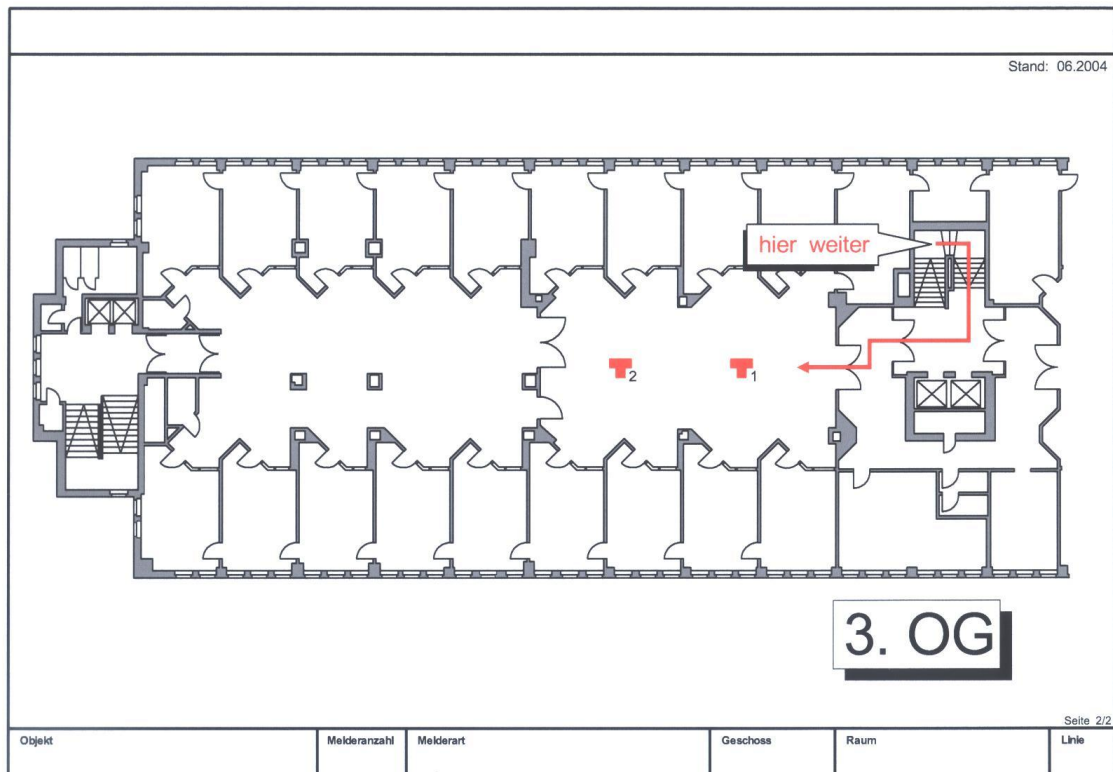 Stand: 06.2004
hier weiter
2
1
3. OG
Seite 2/2
Objekt
Melderanzahl
Melderart
Geschoss
Raum
Linie